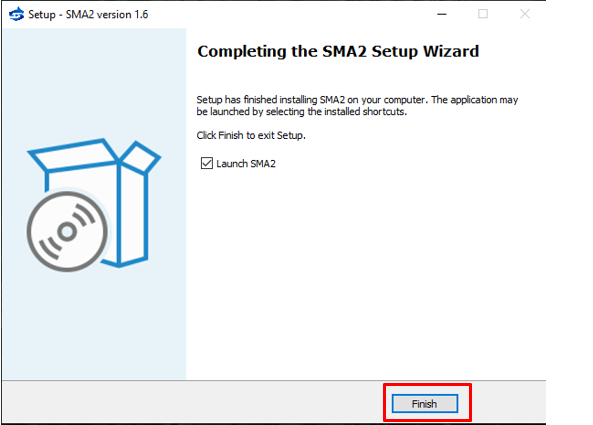 Setup - SMA2 version 1.6
Completing the SMA2 Setup Wizard
Setup has finished installing SMA2 on your computer. The application may
be launched by selecting the installed shortcuts.
Click Finish to exit Setup.
Launch SMA2
Finish